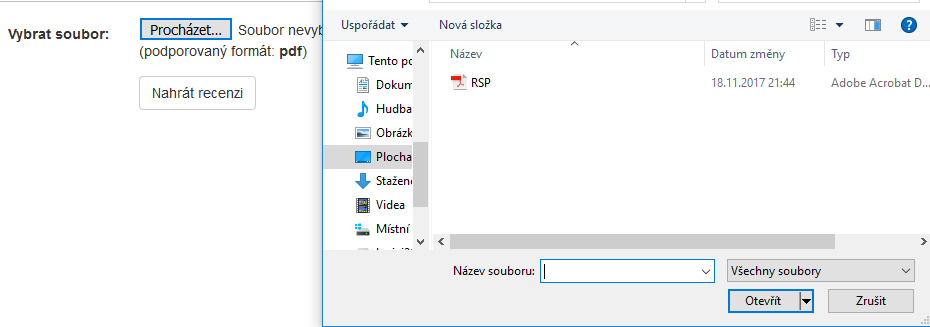 Vybrat soubor: Procházet... Soubor nevyb
(podporovaný formát: pdf)
Nahrát recenzi
Uspořádat Nová složka
Název Datum změny Typ
Tento po
RSP 18.11.2017 21:44 Adobe Acrobat D...
Dokum
Hudba
Obrázk
Plocha
Stažen
Videa
Místní
Název souboru: Všechny soubory
Otevřít Zrušit